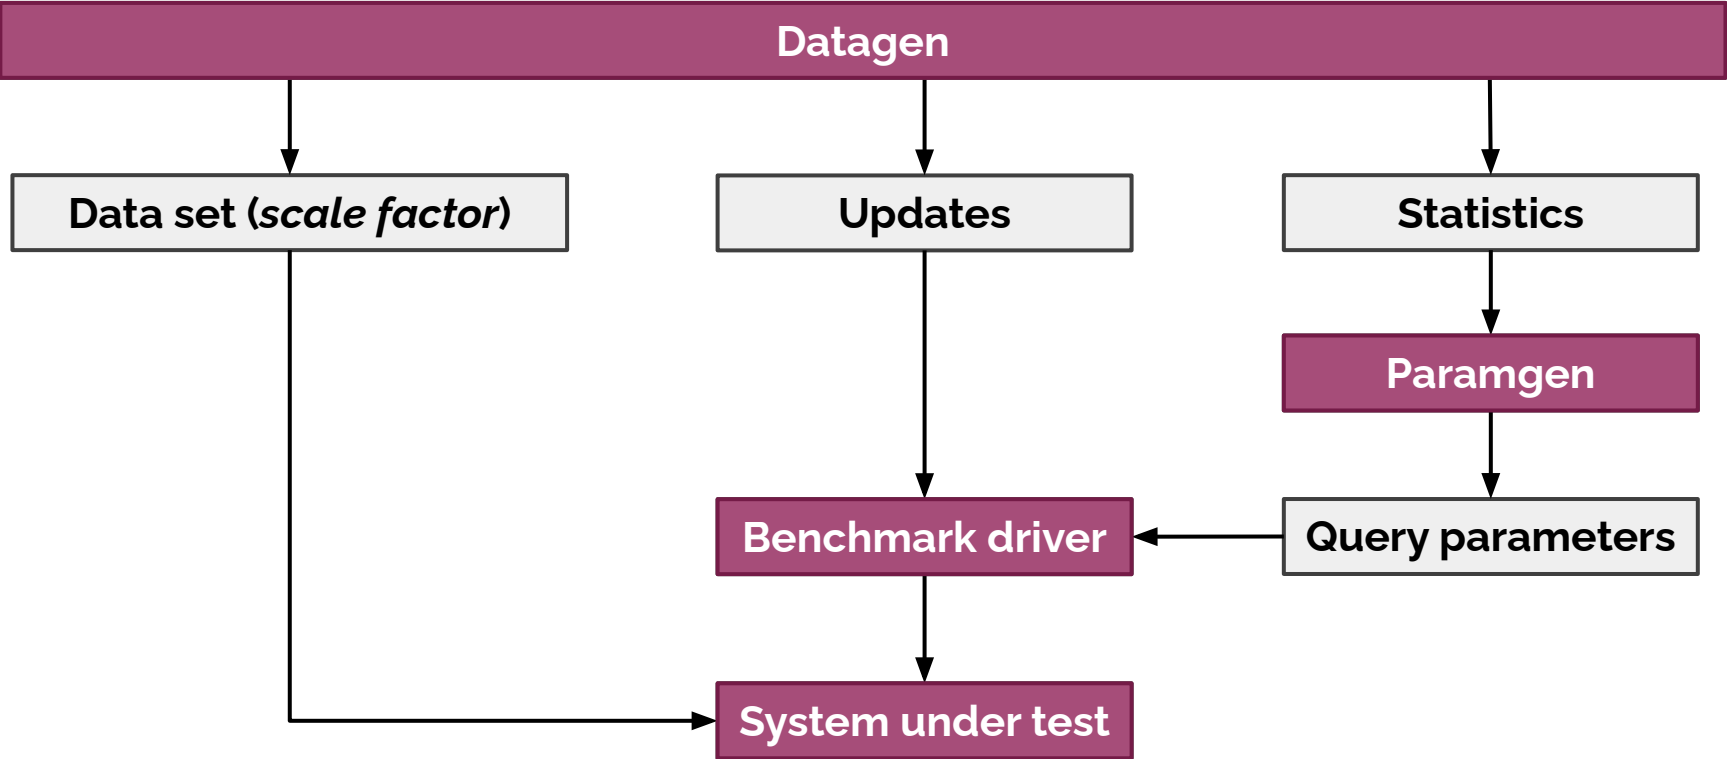 Datagen
Data set (scale factor)
Updates
Statistics
Paramgen
Benchmark driver
Query parameters
System under test